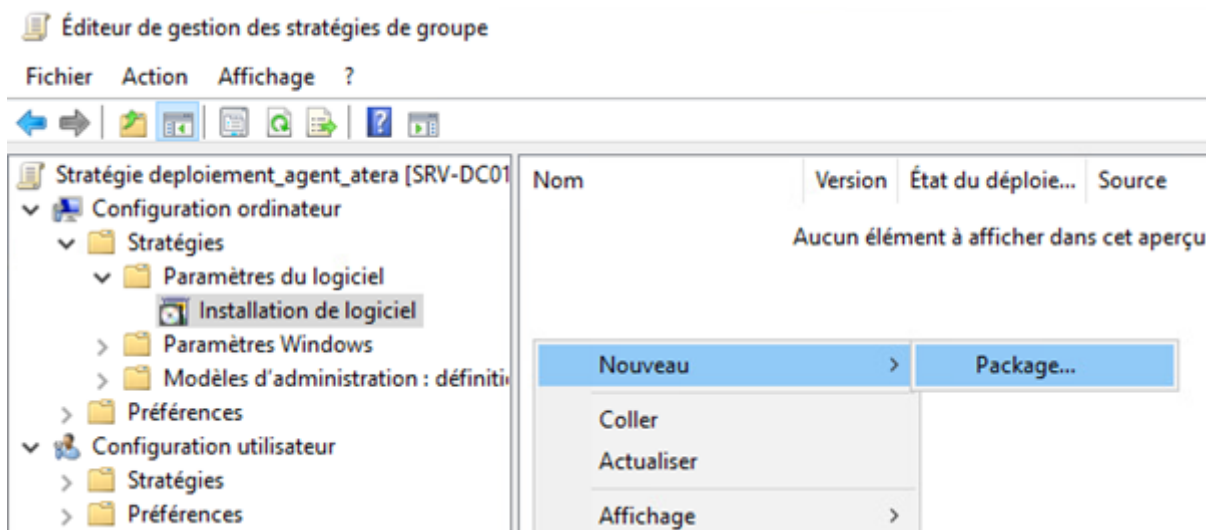 Éditeur de gestion des stratégies de groupe
Fichier Action Affichage ?
Stratégie deploiement_agent_atera [SRV-DC01
Configuration ordinateur
Stratégies
Paramètres du logiciel
Installation de logiciel
Paramètres Windows
Modèles d'administration : définiti
Préférences
Configuration utilisateur
Stratégies
Préférences
Nom Version État du déploie... Source
Aucun élément à afficher dans cet aperçu
Nouveau > Package...
Coller
Actualiser
Affichage >